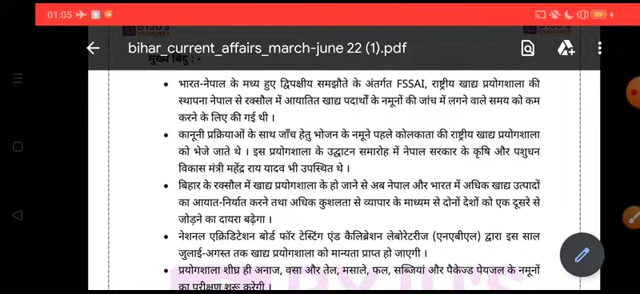 01:05
BYJU'S
bihar_current_affairs_march-june 22 (1).pdf
मुख्य बिंदु : -
• भारत-नेपाल के मध्य हुए द्विपक्षीय समझौते के अंतर्गत FSSAI, राष्ट्रीय खाद्य प्रयोगशाला की
स्थापना नेपाल से रक्सौल में आयातित खाद्य पदार्थों के नमूनों की जांच में लगने वाले समय को कम
करने के लिए की गई थी ।
• कानूनी प्रक्रियाओं के साथ जाँच हेतु भोजन के नमूने पहले कोलकाता की राष्ट्रीय खाद्य प्रयोगशाला
को भेजे जाते थे । इस प्रयोगशाला के उद्घाटन समारोह में नेपाल सरकार के कृषि और पशुधन
विकास मंत्री महेंद्र राय यादव भी उपस्थित थे ।
• बिहार के रक्सौल में खाद्य प्रयोगशाला के हो जाने से अब नेपाल और भारत में अधिक खाद्य उत्पादों
का आयात-निर्यात करने तथा अधिक कुशलता से व्यापार के माध्यम से दोनों देशों को एक दूसरे से
जोड़ने का दायरा बढ़ेगा ।
• नेशनल एक्रिडिटेशन बोर्ड फॉर टेस्टिंग एंड कैलिब्रेशन लेबोरेटरीज (एनएबीएल) द्वारा इस साल
जुलाई-अगस्त तक खाद्य प्रयोगशाला को मान्यता प्राप्त हो जाएगी ।
• प्रयोगशाला शीघ्र ही अनाज, वसा और तेल, मसाले, फल, सब्जियां और पैकेज्ड पेयजल के नमूनों
का परीक्षण शुरू करेगी ।